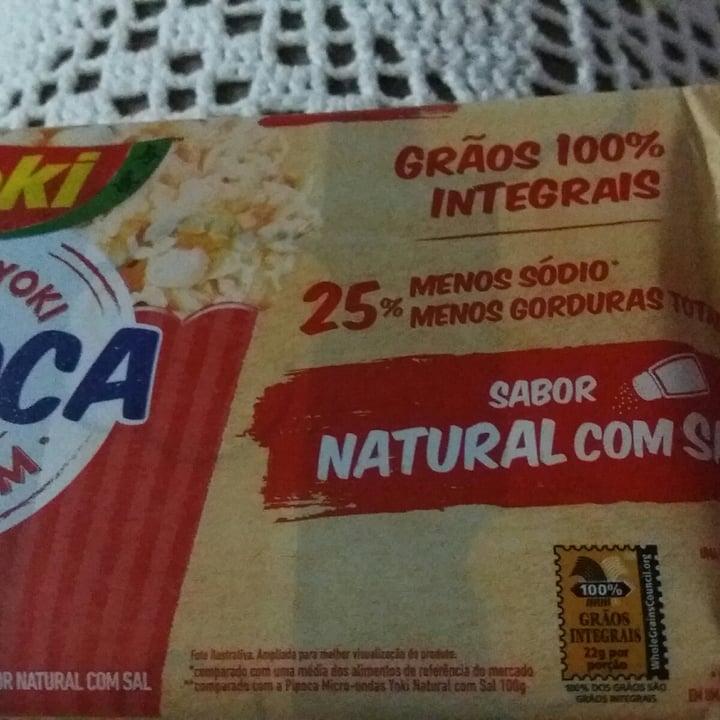 GRÃOS 100%
INTEGRAIS
YOKI
25% MENOS SÓDIO*
MENOS GORDURAS
SABOR
NATURAL COM
100%
GRÃOS
INTEGRAIS
22g por
porção
WholeGrainsCouncil.org
100% DOS GRÃOS SÃO
GRÃOS INTEGRAIS
Foto ilustrativa. Ampliada para melhor visualização do produto.
*comparado com uma média dos alimentos de referência do mercado
**comparado com a Pipoca Micro-ondas Yoki Natural com Sal 100g
NATURAL COM SAL